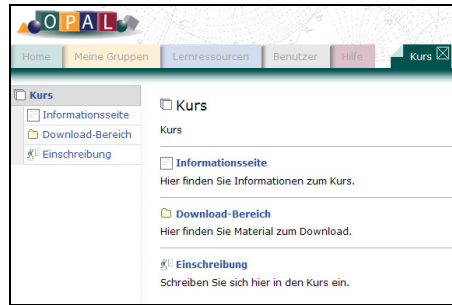 OPAL
Home Meine Gruppen Lernressourcen Benutzer Hilfe Kurs
Kurs
Informationsseite
Download-Bereich
Einschreibung
Kurs
Kurs
Informationsseite
Hier finden Sie Informationen zum Kurs.
Download-Bereich
Hier finden Sie Material zum Download.
Einschreibung
Schreiben Sie sich hier in den Kurs ein.